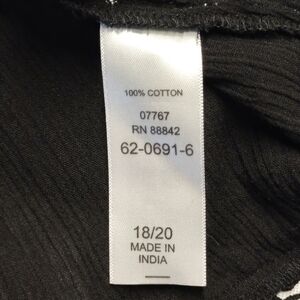 100% COTTON
07767
RN 88842
62-0691-6
18/20
MADE IN
INDIA